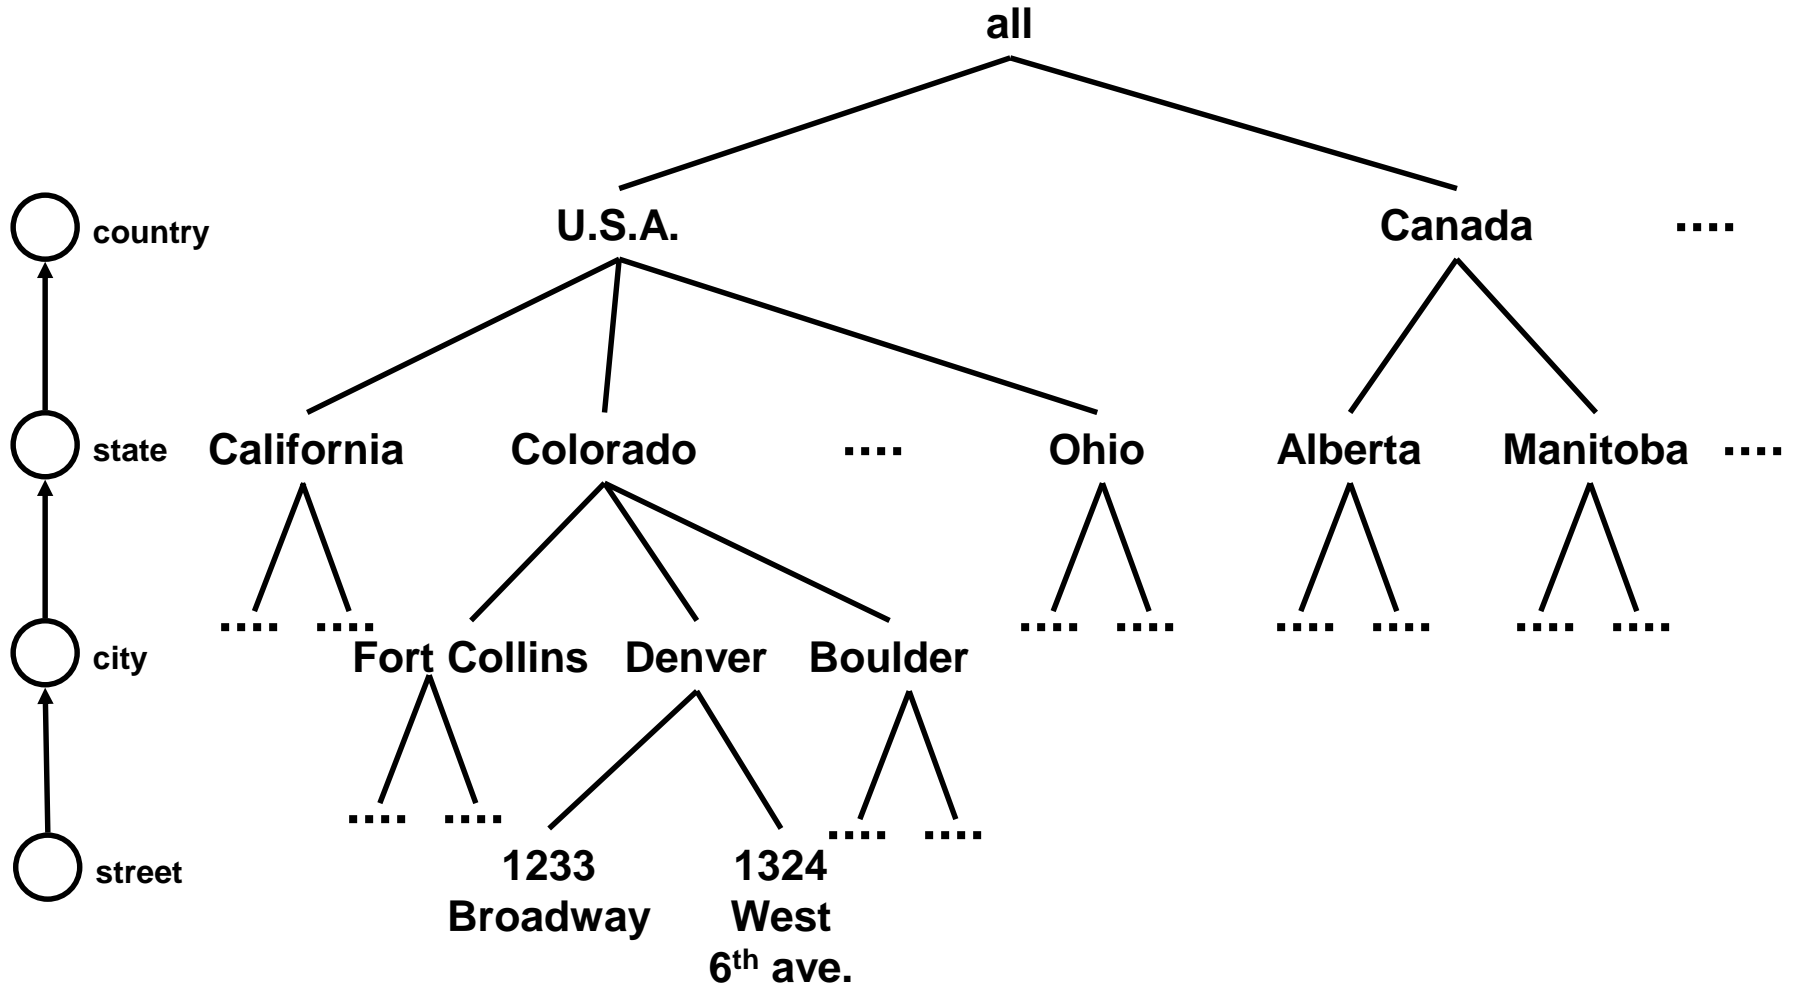 all
country
U.S.A.
Canada
....
state
California
Colorado
....
Ohio
Alberta
Manitoba
....
.... ....
.... ....
.... ....
.... ....
city
Fort Collins
Denver
Boulder
.... ....
.... ....
street
1233
Broadway
1324
West
6th ave.